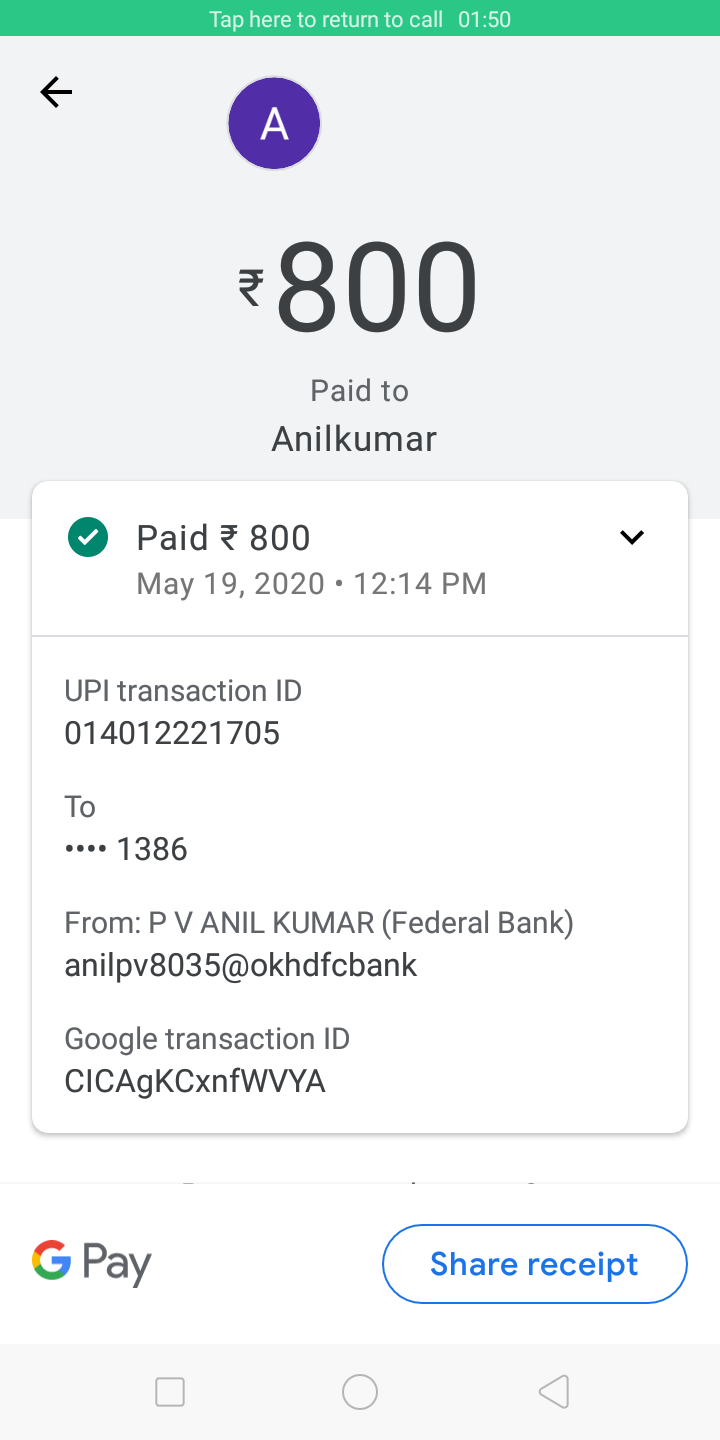 Tap here to return to call 01:50
A
₹800
Paid to
Anilkumar
Paid ₹ 800
May 19, 2020 • 12:14 PM
UPI transaction ID
014012221705
To
•••• 1386
From: P V ANIL KUMAR (Federal Bank)
anilpv8035@okhdfcbank
Google transaction ID
CICAgKCxnfWVYA
G Pay
Share receipt